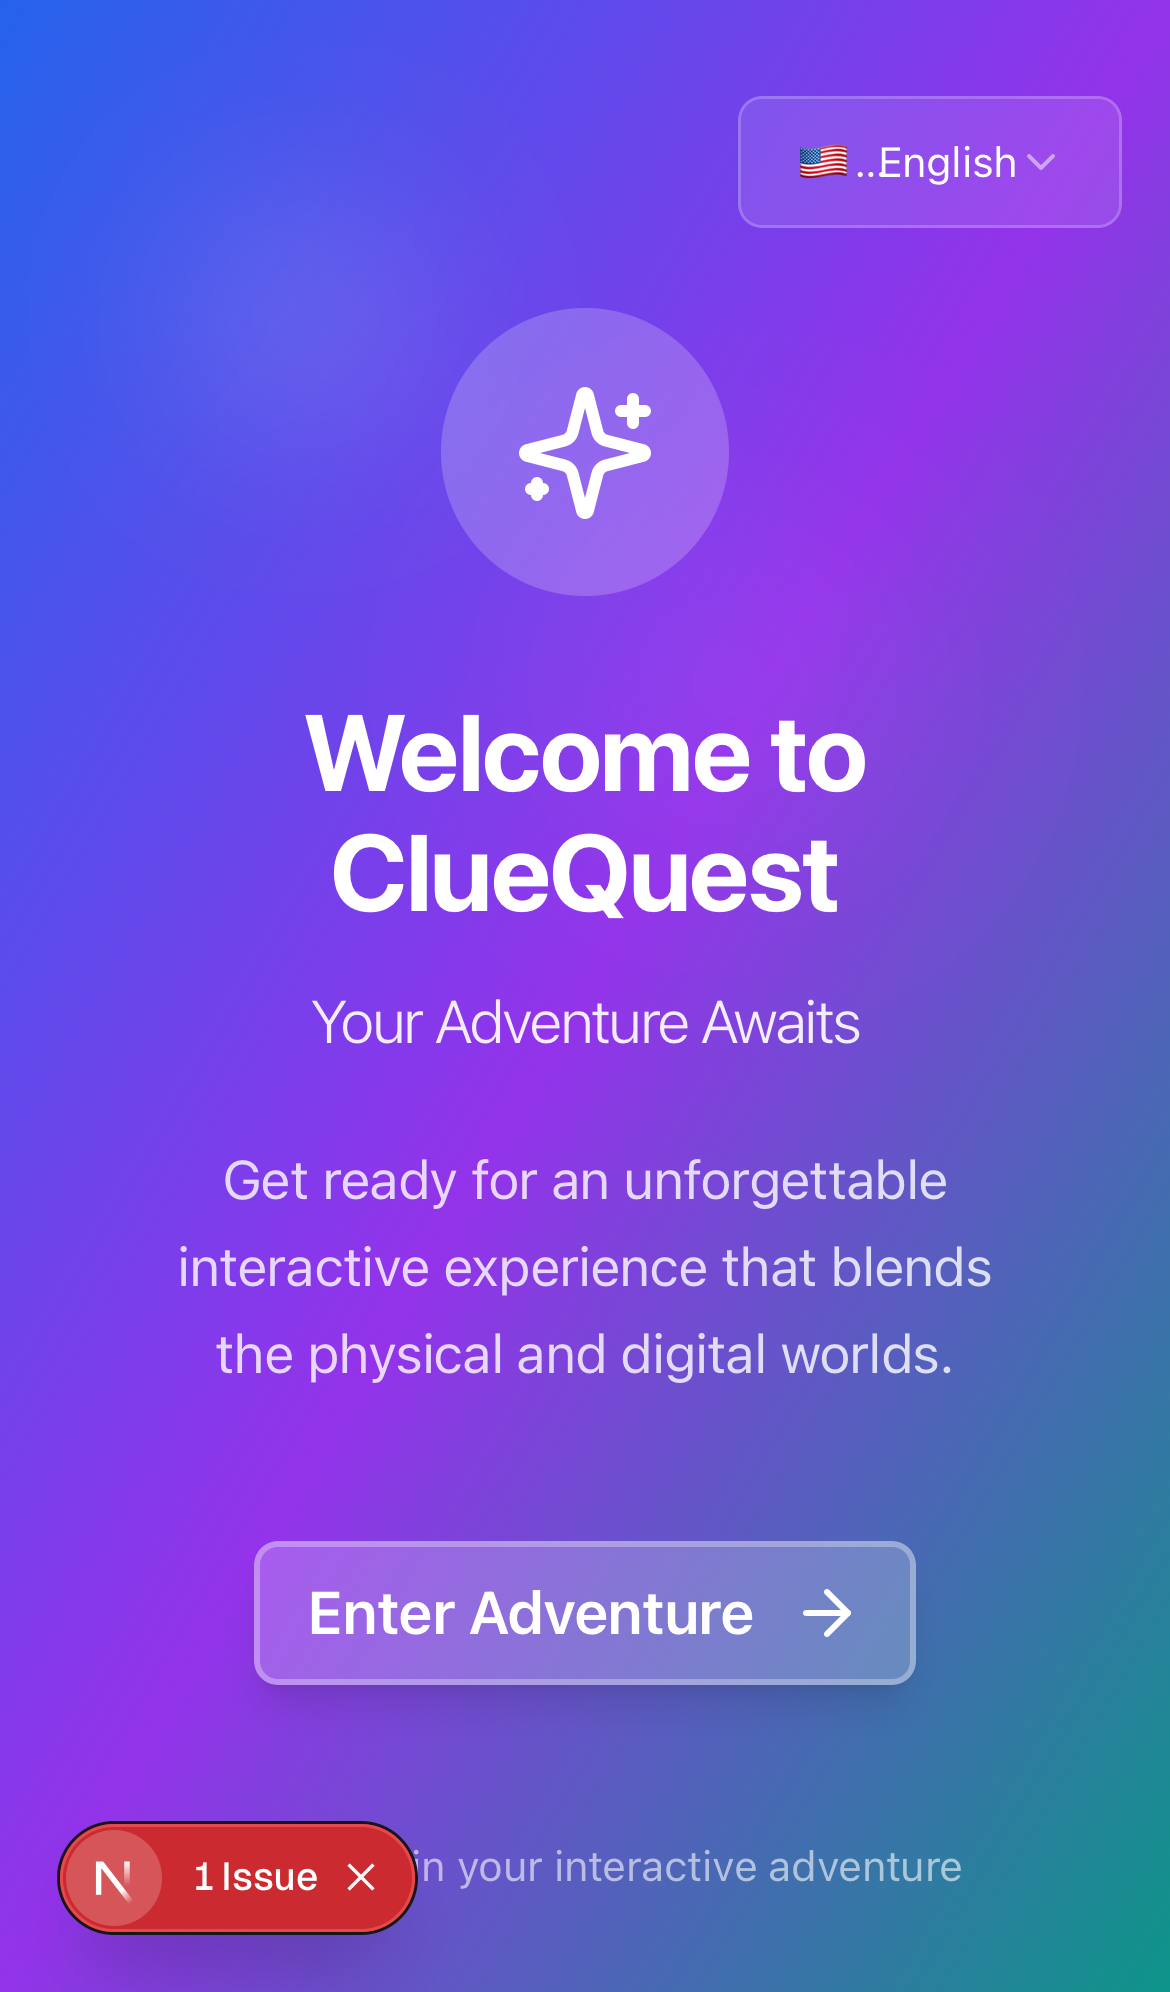 🇺🇸 ...English
Welcome to
ClueQuest
Your Adventure Awaits
Get ready for an unforgettable
interactive experience that blends
the physical and digital worlds.
Enter Adventure
in your interactive adventure
N 1 Issue